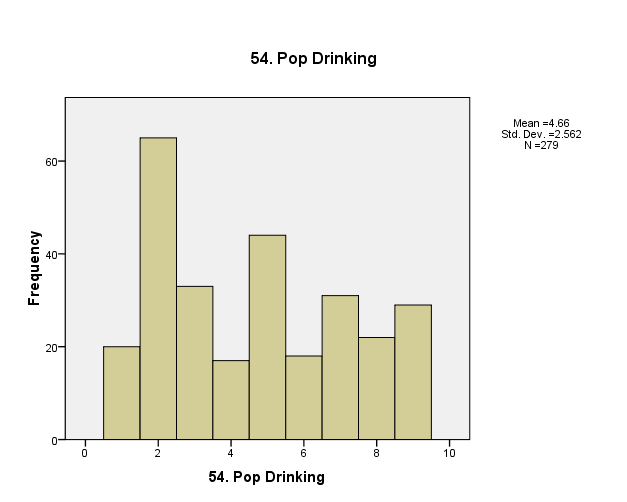 54. Pop Drinking
Mean =4.66
Std. Dev. =2.562
N =279
Frequency
60
40
20
0
0 2 4 6 8 10
54. Pop Drinking